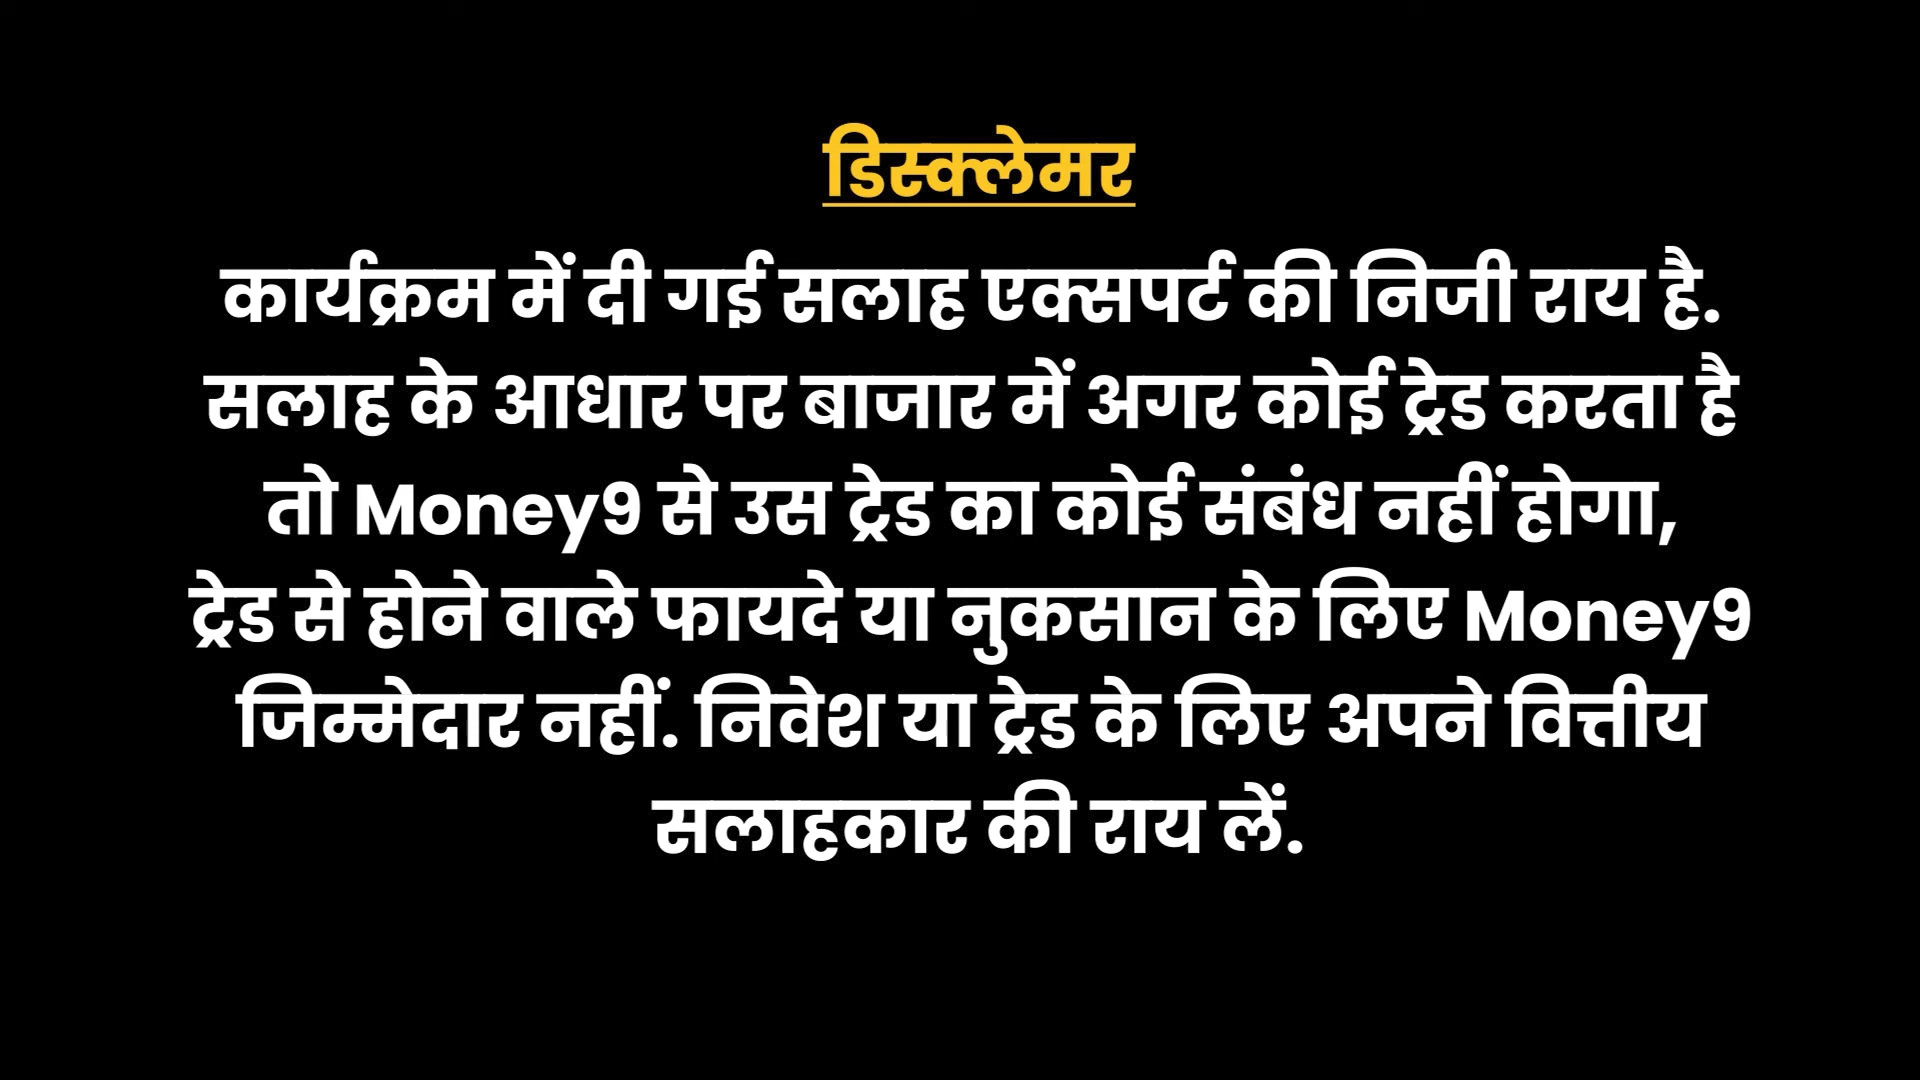 डिस्क्लेमर
कार्यक्रम में दी गई सलाह एक्सपर्ट की निजी राय है.
सलाह के आधार पर बाजार में अगर कोई ट्रेड करता है
तो Money9 से उस ट्रेड का कोई संबंध नहीं होगा,
ट्रेड से होने वाले फायदे या नुकसान के लिए Money9
जिम्मेदार नहीं. निवेश या ट्रेड के लिए अपने वित्तीय
सलाहकार की राय लें.